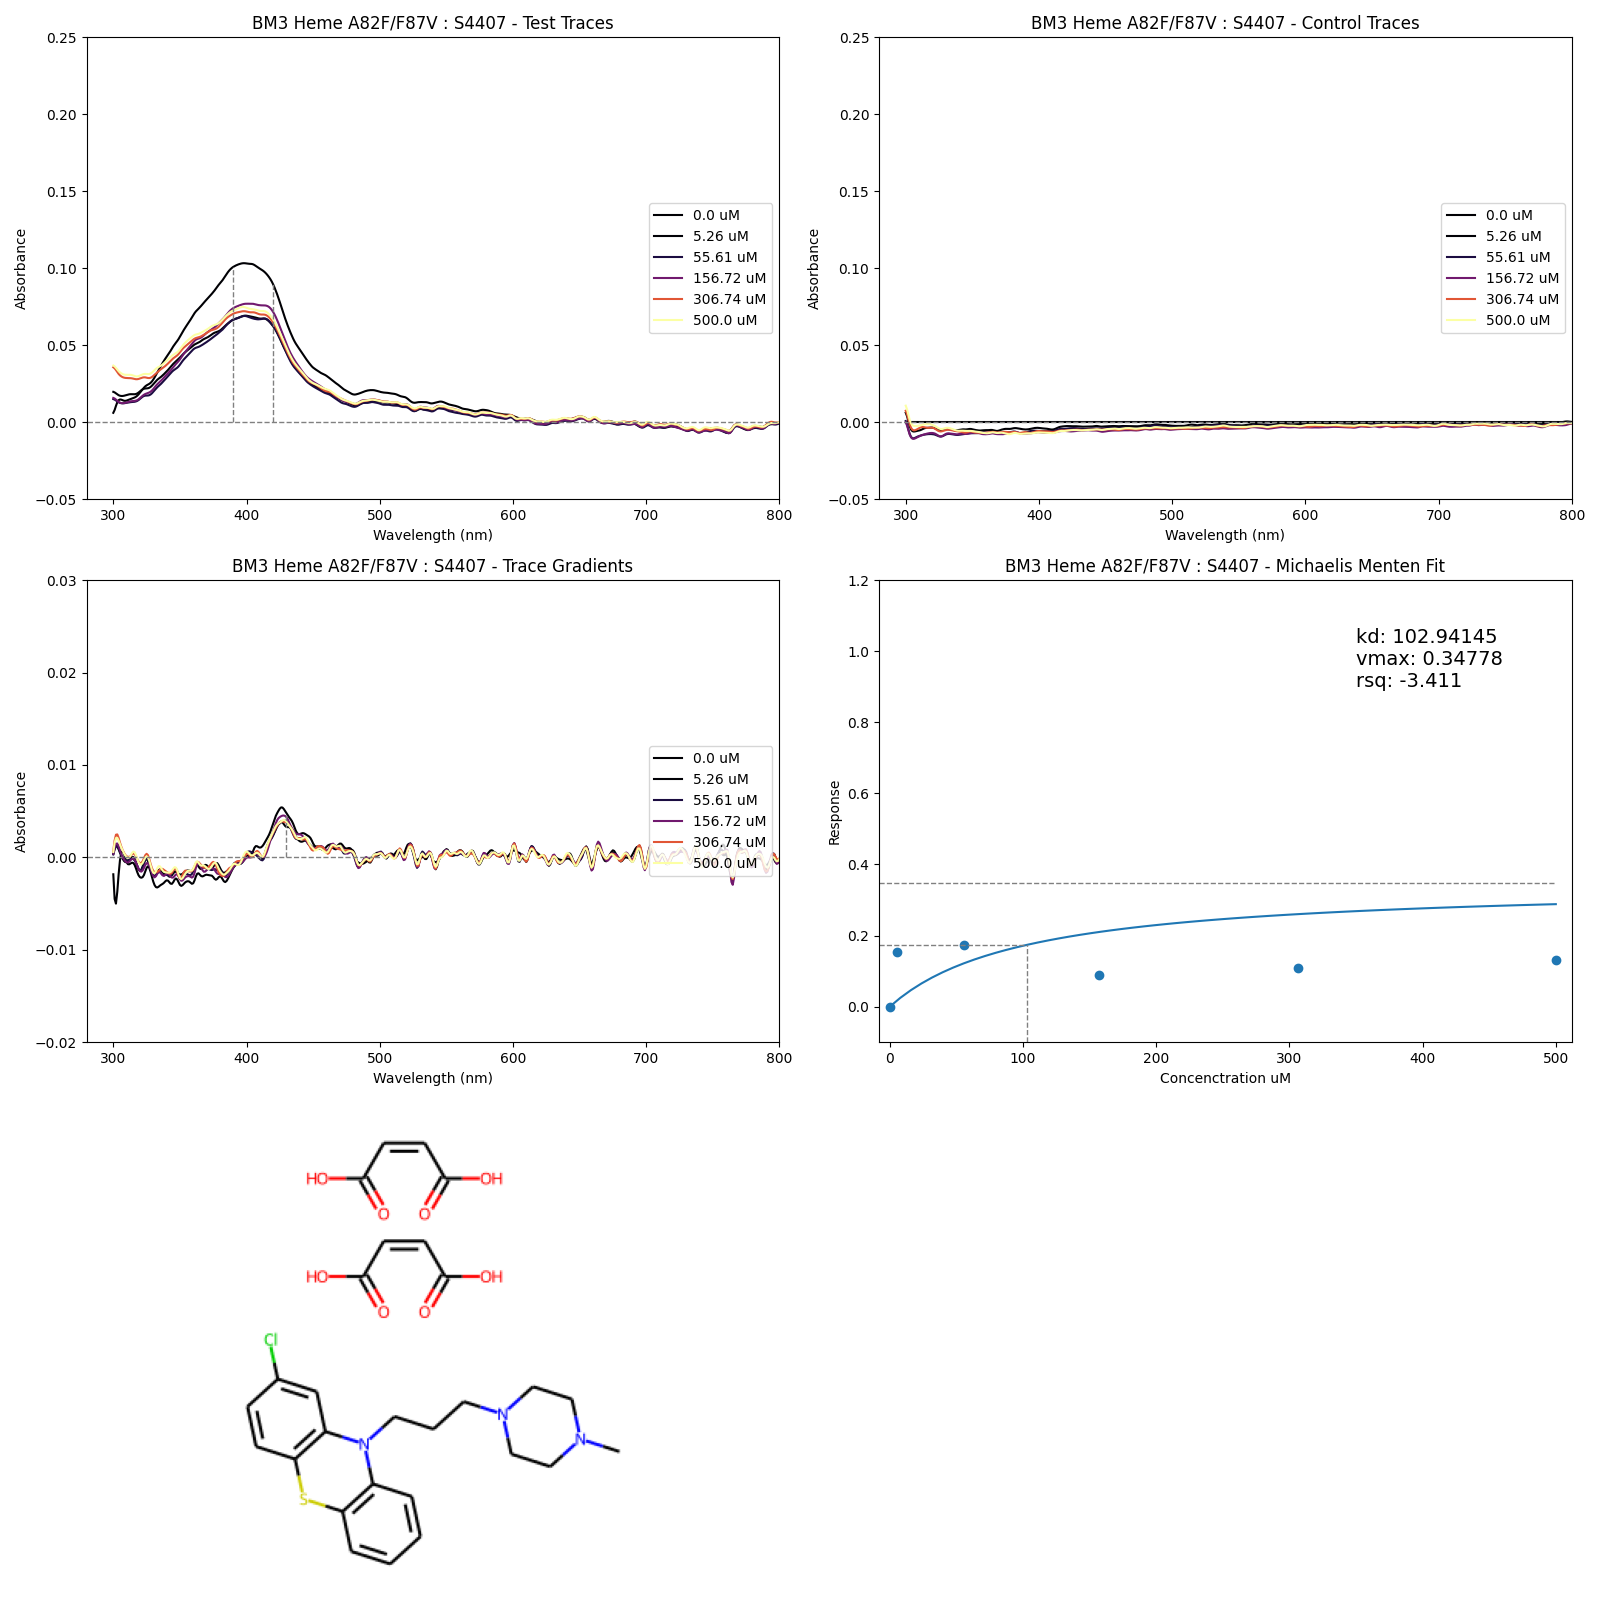 BM3 Heme A82F/F87V : S4407 - Test Traces
Absorbance
0.25
0.20
0.15
0.10
0.05
0.00
−0.05
300
400
500
600
700
800
Wavelength (nm)
0.0 uM
5.26 uM
55.61 uM
156.72 uM
306.74 uM
500.0 uM
BM3 Heme A82F/F87V : S4407 - Control Traces
Absorbance
0.25
0.20
0.15
0.10
0.05
0.00
−0.05
300
400
500
600
700
800
Wavelength (nm)
0.0 uM
5.26 uM
55.61 uM
156.72 uM
306.74 uM
500.0 uM
BM3 Heme A82F/F87V : S4407 - Trace Gradients
Absorbance
0.03
0.02
0.01
0.00
−0.01
−0.02
300
400
500
600
700
800
Wavelength (nm)
0.0 uM
5.26 uM
55.61 uM
156.72 uM
306.74 uM
500.0 uM
BM3 Heme A82F/F87V : S4407 - Michaelis Menten Fit
Response
1.2
1.0
0.8
0.6
0.4
0.2
0.0
0
100
200
300
400
500
Concenctration uM
kd: 102.94145
vmax: 0.34778
rsq: -3.411
HO
OH
O
O
HO
OH
O
O
Cl
N
N
N
S